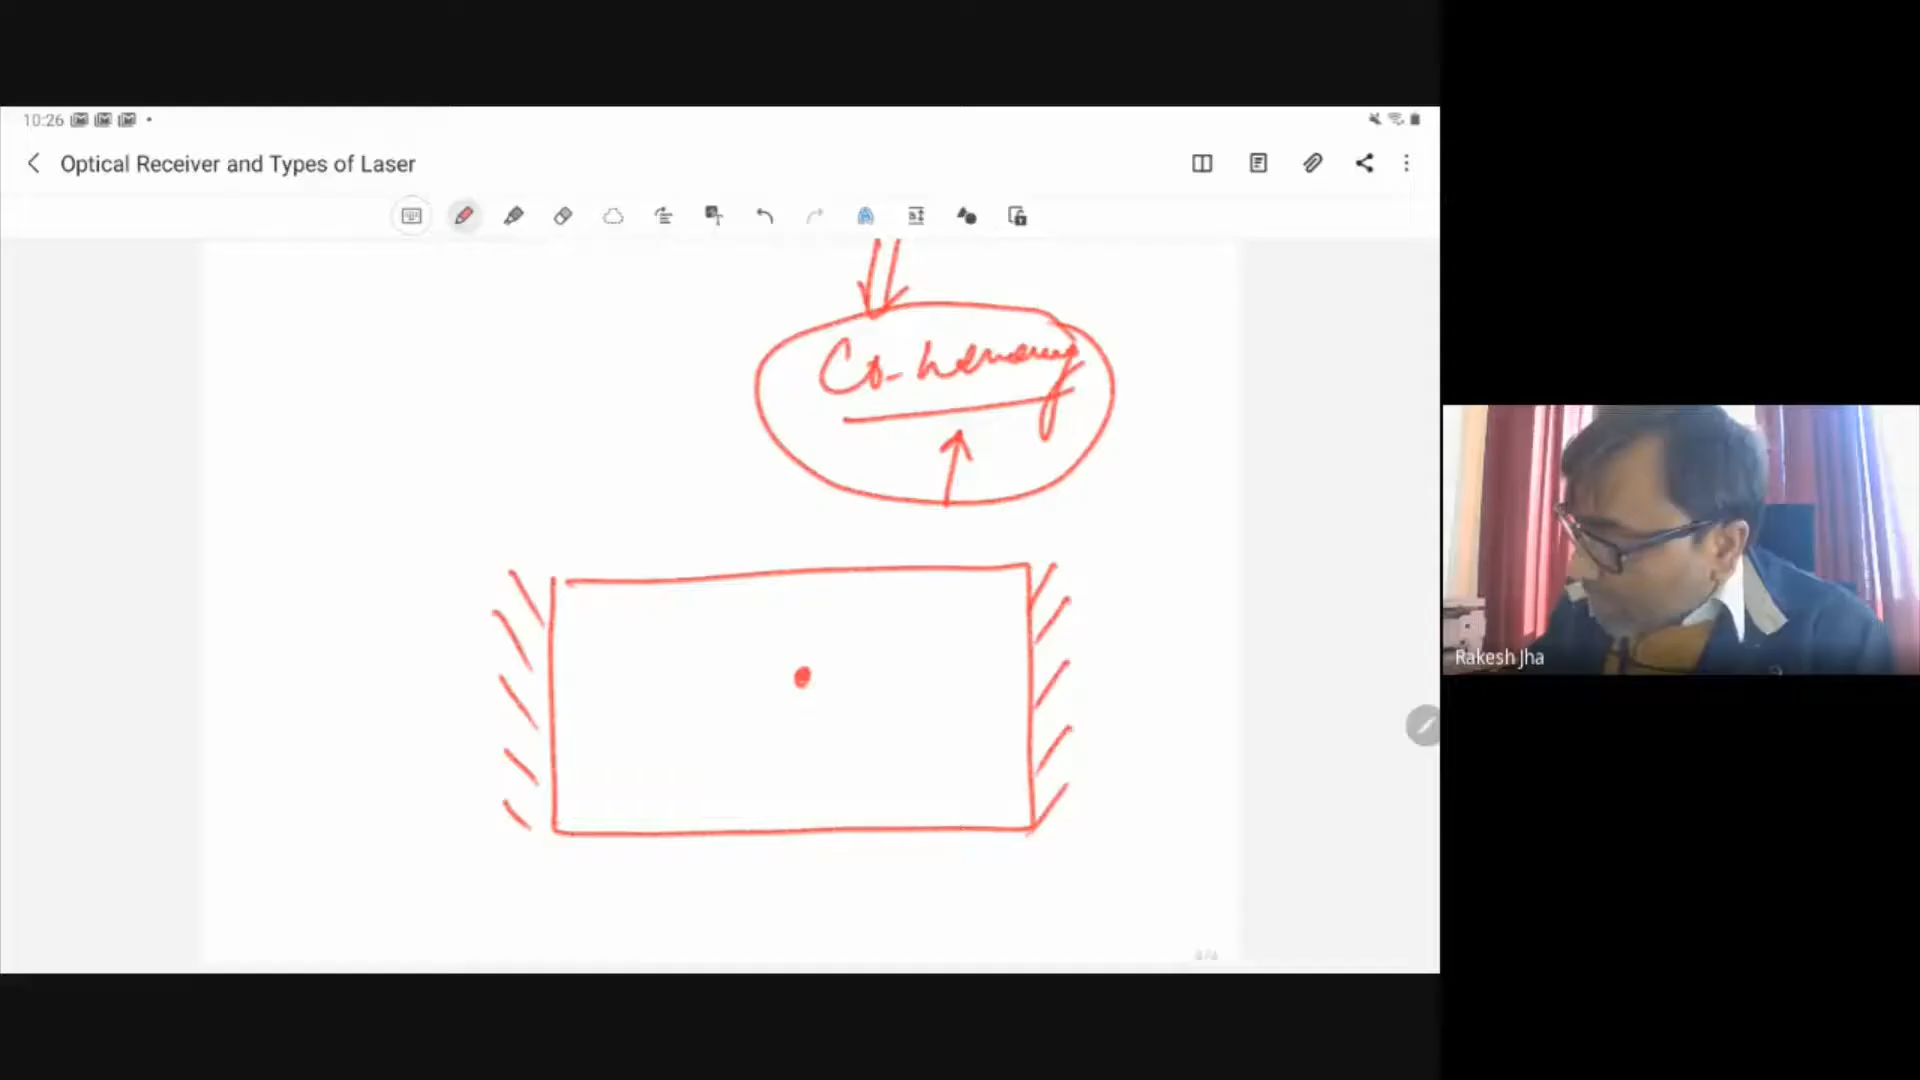 10:26
Optical Receiver and Types of Laser
Co-herency
Rakesh Jha